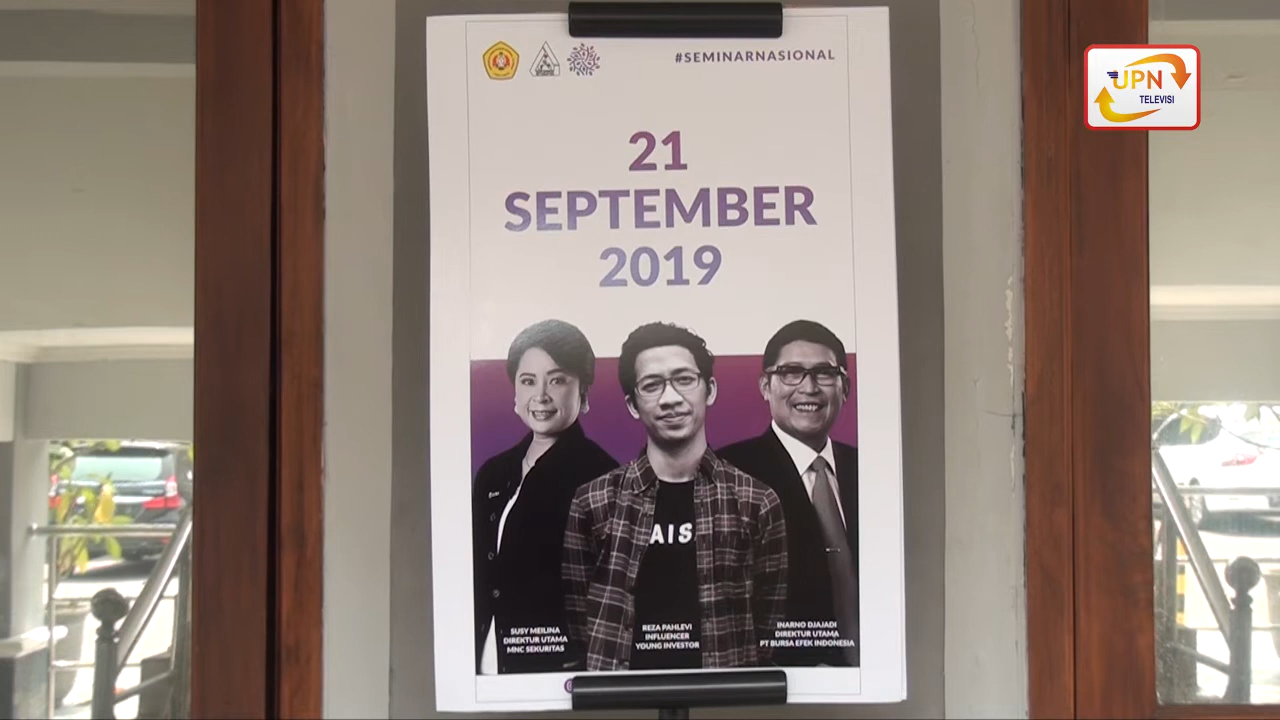 #SEMINARNASIONAL
UPN
TELEVISI
21
SEPTEMBER
2019
AIS
SUSY MEILINA
DIREKTUR UTAMA
MNC SEKURITAS
REZA PAHLEVI
INFLUENCER
YOUNG INVESTOR
INARNO DJAJADI
DIREKTUR UTAMA
PT BURSA EFEK INDONESIA